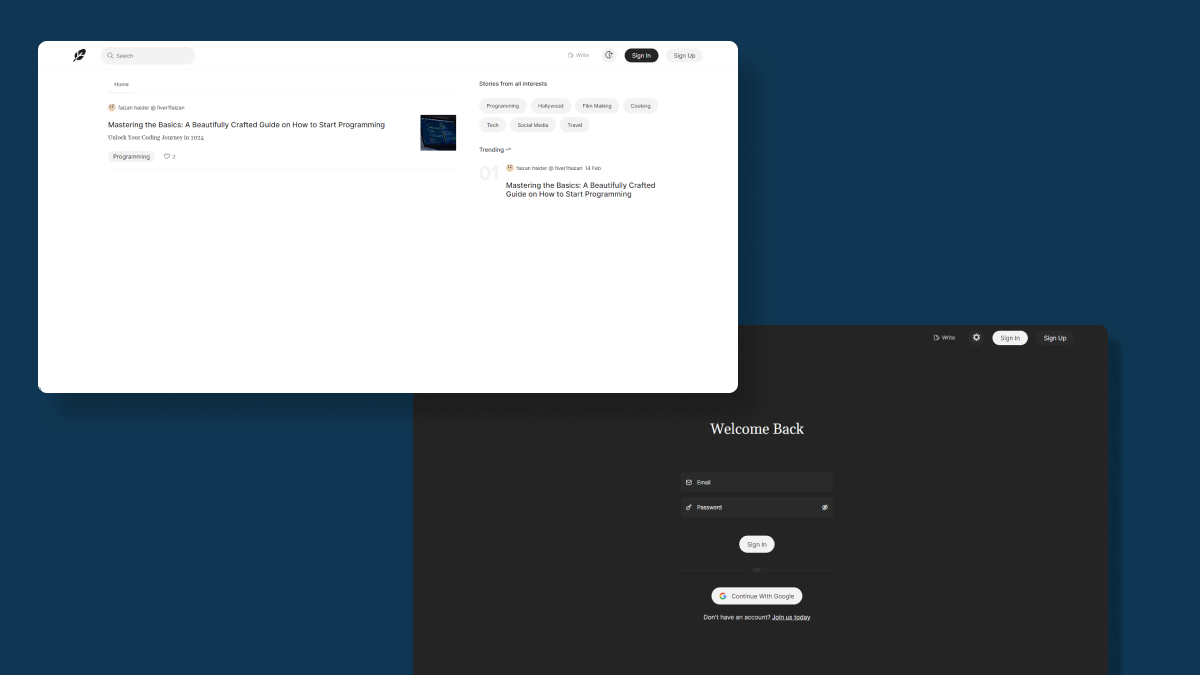 Search
Write
Sign In
Sign Up
Home
faizan haider @ fiver1faizan
Mastering the Basics: A Beautifully Crafted Guide on How to Start Programming
Unlock Your Coding Journey in 2024
Programming
2
Stories from all interests
Programming
Hollywood
Film Making
Cooking
Tech
Social Media
Travel
Trending
01
faizan haider @ fiver1faizan 14 Feb
Mastering the Basics: A Beautifully Crafted
Guide on How to Start Programming
Write
Sign In
Sign Up
Welcome Back
Email
Password
Sign In
Continue With Google
Don't have an account? Join us today